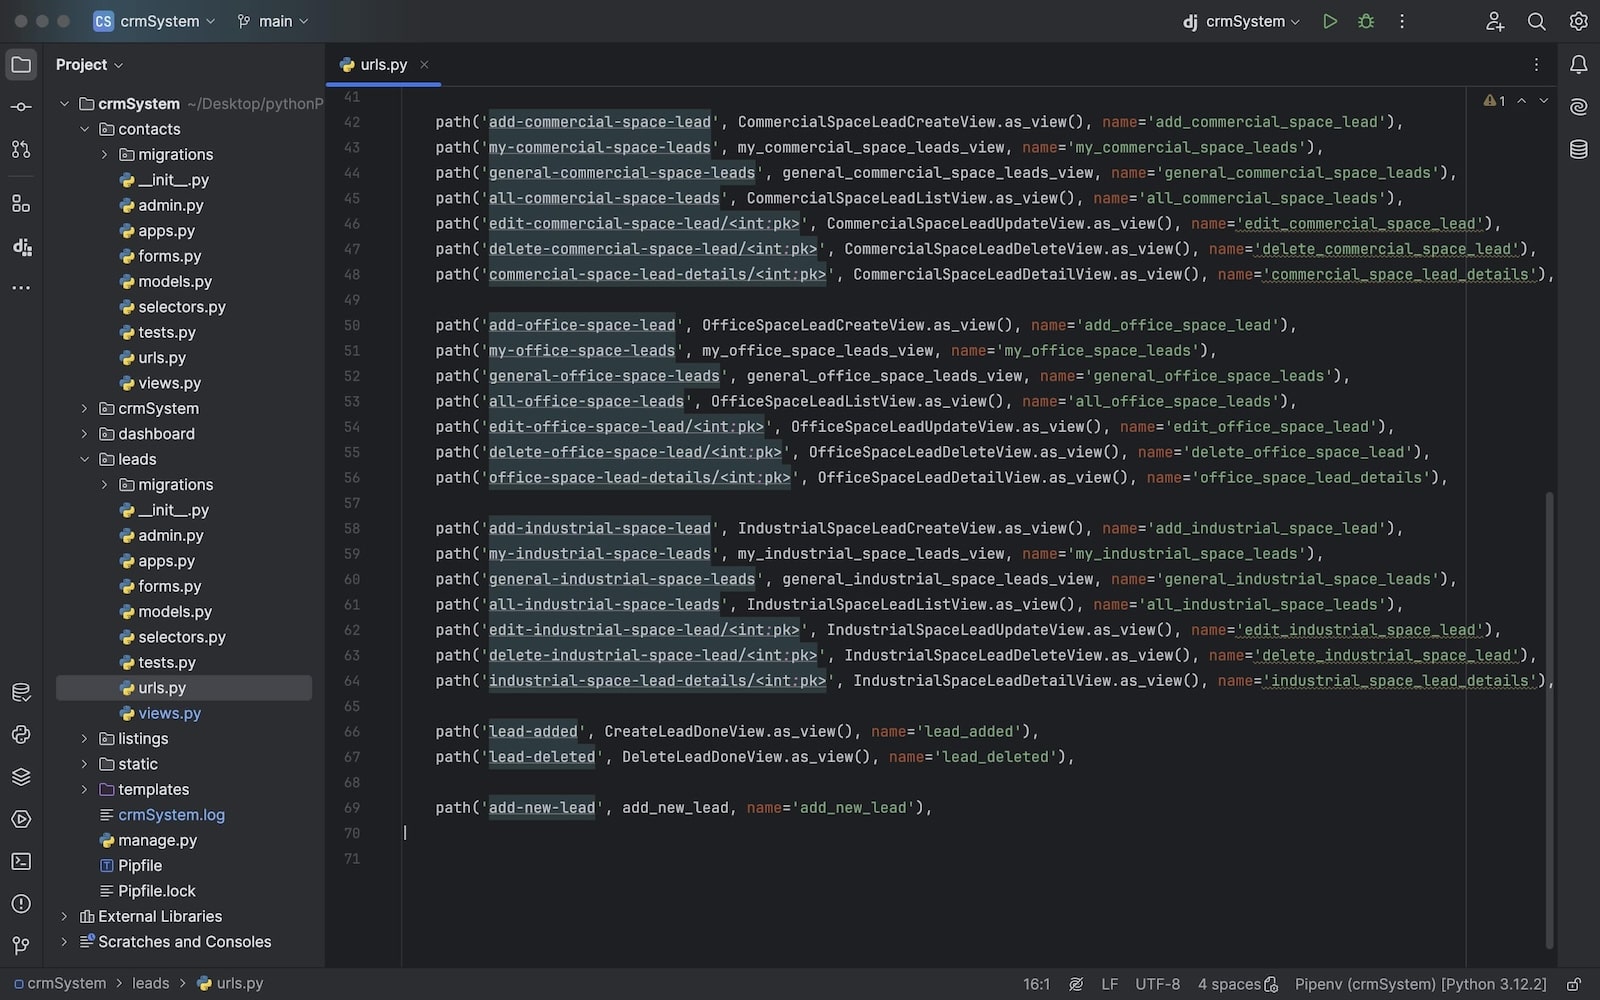 CS crmSystem main dj crmSystem
Project
urls.py
crmSystem ~/Desktop/pythonP
contacts
migrations
__init__.py
admin.py
apps.py
forms.py
models.py
selectors.py
tests.py
urls.py
views.py
crmSystem
dashboard
leads
migrations
__init__.py
admin.py
apps.py
forms.py
models.py
selectors.py
tests.py
urls.py
views.py
listings
static
templates
crmSystem.log
manage.py
Pipfile
Pipfile.lock
External Libraries
Scratches and Consoles
1
41
42 path('add-commercial-space-lead', CommercialSpaceLeadCreateView.as_view(), name='add_commercial_space_lead'),
43 path('my-commercial-space-leads', my_commercial_space_leads_view, name='my_commercial_space_leads'),
44 path('general-commercial-space-leads', general_commercial_space_leads_view, name='general_commercial_space_leads'),
45 path('all-commercial-space-leads', CommercialSpaceLeadListView.as_view(), name='all_commercial_space_leads'),
46 path('edit-commercial-space-lead/<int:pk>', CommercialSpaceLeadUpdateView.as_view(), name='edit_commercial_space_lead'),
47 path('delete-commercial-space-lead/<int:pk>', CommercialSpaceLeadDeleteView.as_view(), name='delete_commercial_space_lead'),
48 path('commercial-space-lead-details/<int:pk>', CommercialSpaceLeadDetailView.as_view(), name='commercial_space_lead_details'),
49
50 path('add-office-space-lead', OfficeSpaceLeadCreateView.as_view(), name='add_office_space_lead'),
51 path('my-office-space-leads', my_office_space_leads_view, name='my_office_space_leads'),
52 path('general-office-space-leads', general_office_space_leads_view, name='general_office_space_leads'),
53 path('all-office-space-leads', OfficeSpaceLeadListView.as_view(), name='all_office_space_leads'),
54 path('edit-office-space-lead/<int:pk>', OfficeSpaceLeadUpdateView.as_view(), name='edit_office_space_lead'),
55 path('delete-office-space-lead/<int:pk>', OfficeSpaceLeadDeleteView.as_view(), name='delete_office_space_lead'),
56 path('office-space-lead-details/<int:pk>', OfficeSpaceLeadDetailView.as_view(), name='office_space_lead_details'),
57
58 path('add-industrial-space-lead', IndustrialSpaceLeadCreateView.as_view(), name='add_industrial_space_lead'),
59 path('my-industrial-space-leads', my_industrial_space_leads_view, name='my_industrial_space_leads'),
60 path('general-industrial-space-leads', general_industrial_space_leads_view, name='general_industrial_space_leads'),
61 path('all-industrial-space-leads', IndustrialSpaceLeadListView.as_view(), name='all_industrial_space_leads'),
62 path('edit-industrial-space-lead/<int:pk>', IndustrialSpaceLeadUpdateView.as_view(), name='edit_industrial_space_lead'),
63 path('delete-industrial-space-lead/<int:pk>', IndustrialSpaceLeadDeleteView.as_view(), name='delete_industrial_space_lead'),
64 path('industrial-space-lead-details/<int:pk>', IndustrialSpaceLeadDetailView.as_view(), name='industrial_space_lead_details'),
65
66 path('lead-added', CreateLeadDoneView.as_view(), name='lead_added'),
67 path('lead-deleted', DeleteLeadDoneView.as_view(), name='lead_deleted'),
68
69 path('add-new-lead', add_new_lead, name='add_new_lead'),
70
71
crmSystem > leads > urls.py 16:1 LF UTF-8 4 spaces Pipenv (crmSystem) [Python 3.12.2]